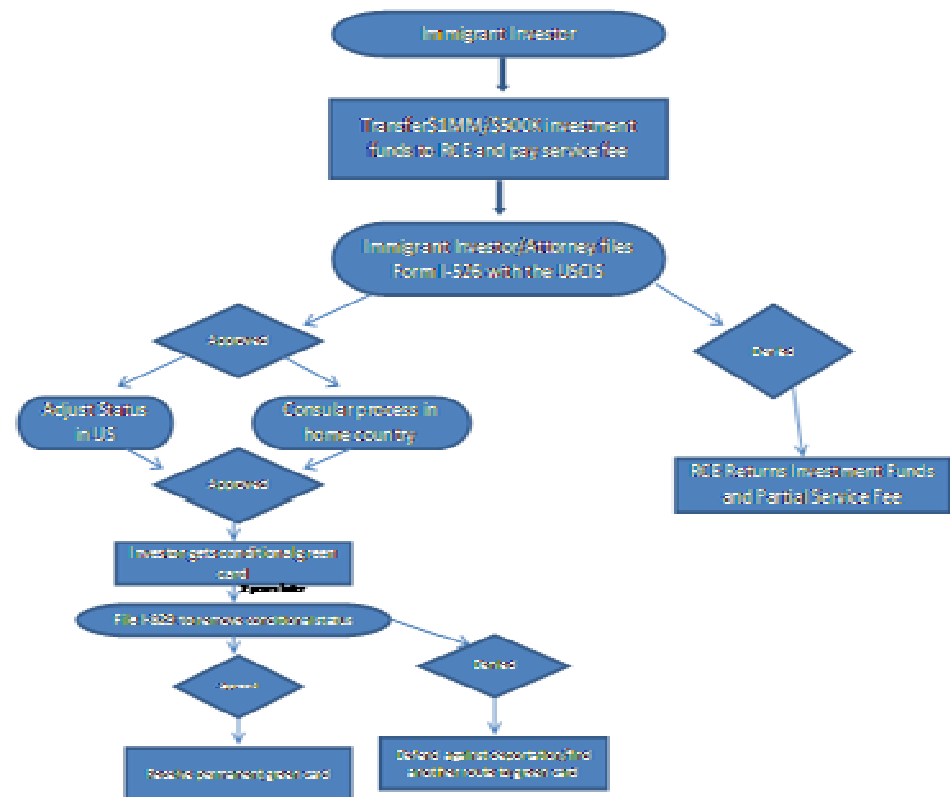 Immigrant Investor
Transfer $1MM/$500K investment
funds to RCE and pay service fee
Immigrant Investor/Attorney files
Form I-526 with the USCIS
Approved
Denied
Adjust Status
in US
Consular process in
home country
Approved
RCE Returns Investment Funds
and Partial Service Fee
Investor gets conditional green
card
years later
File I-829 to remove conditional status
Denied
Approved
Receive permanent green card
Defend against deportation/find
another route to green card